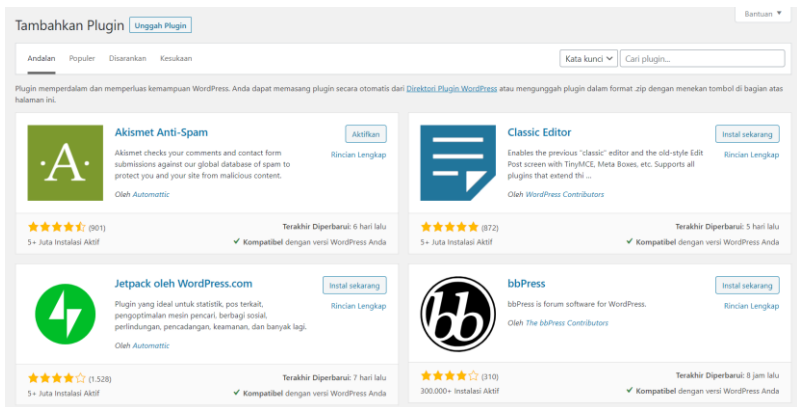 Bantuan ▼
Tambahkan Plugin Unggah Plugin
Andalan Populer Disarankan Kesukaan Kata kunci Cari plugin...
Plugin memperdalam dan memperluas kemampuan WordPress. Anda dapat memasang plugin secara otomatis dari Direktori Plugin WordPress atau mengunggah plugin dalam format .zip dengan menekan tombol di bagian atas
halaman ini.
·A·
Akismet Anti-Spam
Aktifkan
Rincian Lengkap
Akismet checks your comments and contact form
submissions against our global database of spam to
protect you and your site from malicious content.
Oleh Automattic
(901)
5+ Juta Instalasi Aktif
Terakhir Diperbarui: 6 hari lalu
✓ Kompatibel dengan versi WordPress Anda
Classic Editor
Instal sekarang
Rincian Lengkap
Enables the previous "classic" editor and the old-style Edit
Post screen with TinyMCE, Meta Boxes, etc. Supports all
plugins that extend thi ...
Oleh WordPress Contributors
(872)
5+ Juta Instalasi Aktif
Terakhir Diperbarui: 5 hari lalu
✓ Kompatibel dengan versi WordPress Anda
Jetpack oleh WordPress.com
Instal sekarang
Rincian Lengkap
Plugin yang ideal untuk statistik, pos terkait,
pengoptimalan mesin pencari, berbagi sosial,
perlindungan, pencadangan, keamanan, dan banyak lagi.
Oleh Automattic
(1.528)
5+ Juta Instalasi Aktif
Terakhir Diperbarui: 7 hari lalu
✓ Kompatibel dengan versi WordPress Anda
bb
bbPress
Instal sekarang
Rincian Lengkap
bbPress is forum software for WordPress.
Oleh The bbPress Contributors
(310)
300.000+ Instalasi Aktif
Terakhir Diperbarui: 8 jam lalu
✓ Kompatibel dengan versi WordPress Anda